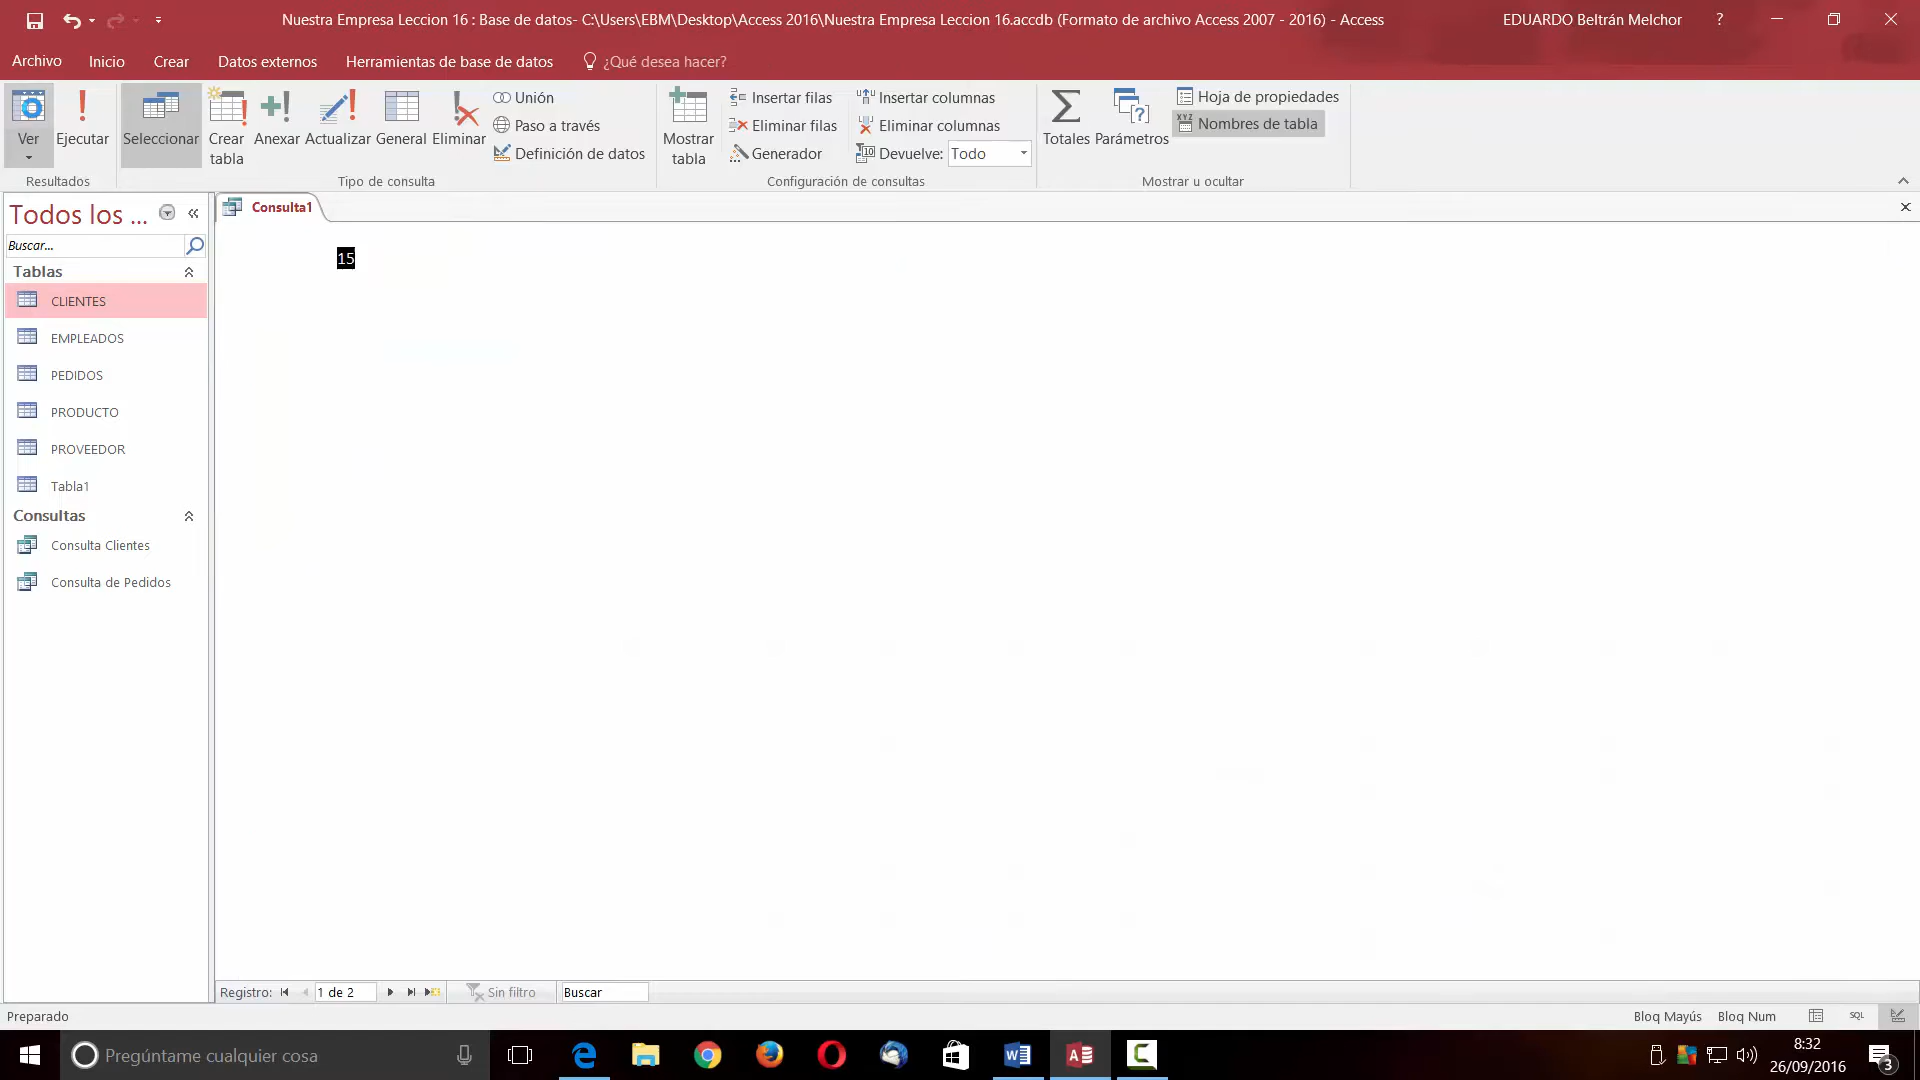 Nuestra Empresa Leccion 16 : Base de datos- C:\Users\EBM\Desktop\Access 2016\Nuestra Empresa Leccion 16.accdb (Formato de archivo Access 2007 - 2016) - Access
EDUARDO Beltrán Melchor
?
Archivo
Inicio
Crear
Datos externos
Herramientas de base de datos
¿Qué desea hacer?
Ver
Ejecutar
Resultados
Seleccionar
Crear
tabla
Anexar
Actualizar
General
Eliminar
Unión
Paso a través
Definición de datos
Tipo de consulta
Mostrar
tabla
Insertar filas
Eliminar filas
Generador
Insertar columnas
Eliminar columnas
Devuelve: Todo
Configuración de consultas
Totales
Parámetros
Hoja de propiedades
Nombres de tabla
Mostrar u ocultar
Todos los ...
Buscar...
Tablas
CLIENTES
EMPLEADOS
PEDIDOS
PRODUCTO
PROVEEDOR
Tabla1
Consultas
Consulta Clientes
Consulta de Pedidos
Consulta1
15
Registro: 1 de 2
Sin filtro
Buscar
Preparado
Bloq Mayús
Bloq Num
SQL
Pregúntame cualquier cosa
8:32
26/09/2016
3